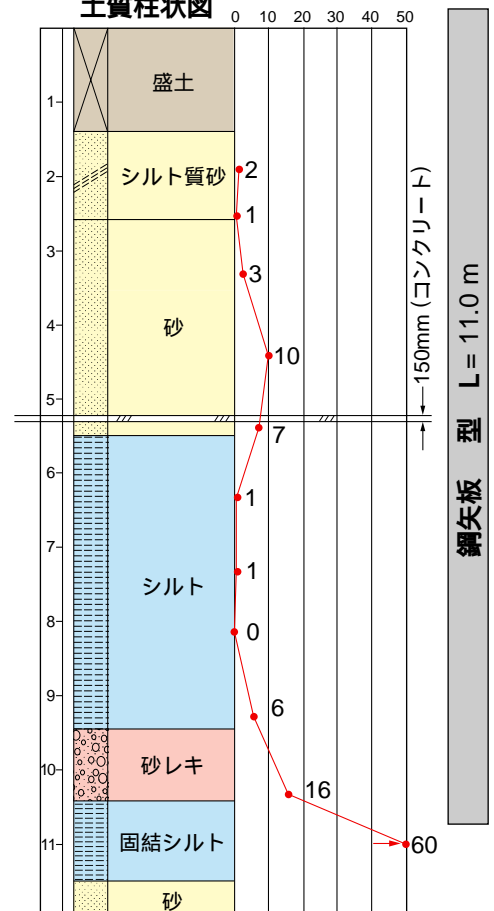 土質柱状図
0 10 20 30 40 50
盛土
1
シルト質砂
2
2
1
3
3
砂
4
10
5
7
6
1
7
1
シルト
8
0
9
6
砂レキ
10
16
固結シルト
11
60
砂
150mm (コンクリート)
鋼矢板 型 L= 11.0 m